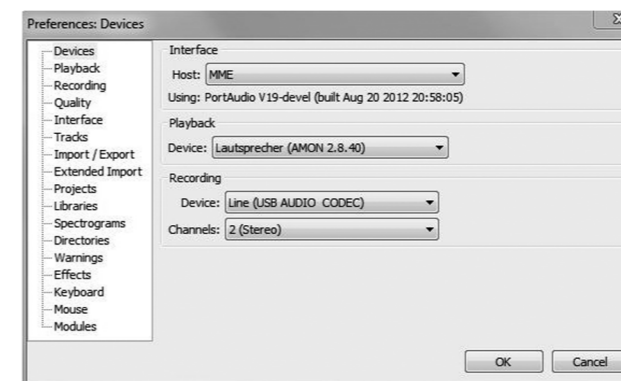 Preferences: Devices
Devices
Playback
Recording
Quality
Interface
Tracks
Import / Export
Extended Import
Projects
Libraries
Spectrograms
Directories
Warnings
Effects
Keyboard
Mouse
Modules
Interface
Host: MME
Using: PortAudio V19-devel (built Aug 20 2012 20:58:05)
Playback
Device: Lautsprecher (AMON 2.8.40)
Recording
Device: Line (USB AUDIO CODEC)
Channels: 2 (Stereo)
OK Cancel